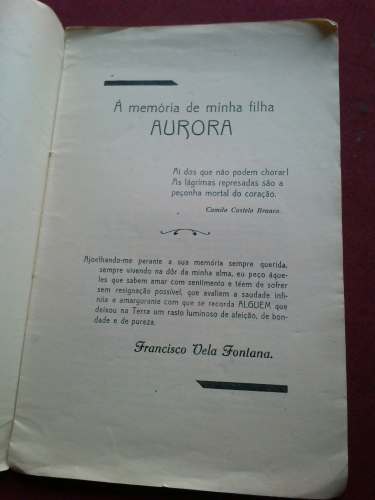 Á memória de minha filha
AURORA
Ai dos que não podem chorar!
As lágrimas represadas são a
peçonha mortal do coração.
Camilo Castelo Branco.
Ajoelhando-me perante a sua memória sempre querida,
sempre vivendo na dôr da minha alma, eu peço áque-
les que sabem amar com sentimento e têem de sofrer
sem resignação possível, que avaliem a saudade infi-
nita e amargurante com que se recorda ALGUEM que
deixou na Terra um rasto luminoso de afeição, de bon-
dade e de pureza.
Francisco Vela Fontana.